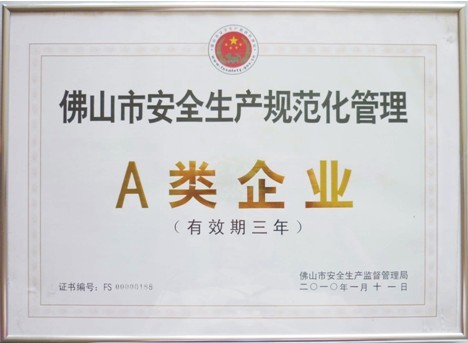 佛山市安全生产规范化管理
A类企业
（有效期三年）
佛山市安全生产监督管理局
证书编号：FS 00000168
二〇一〇年一月十一日